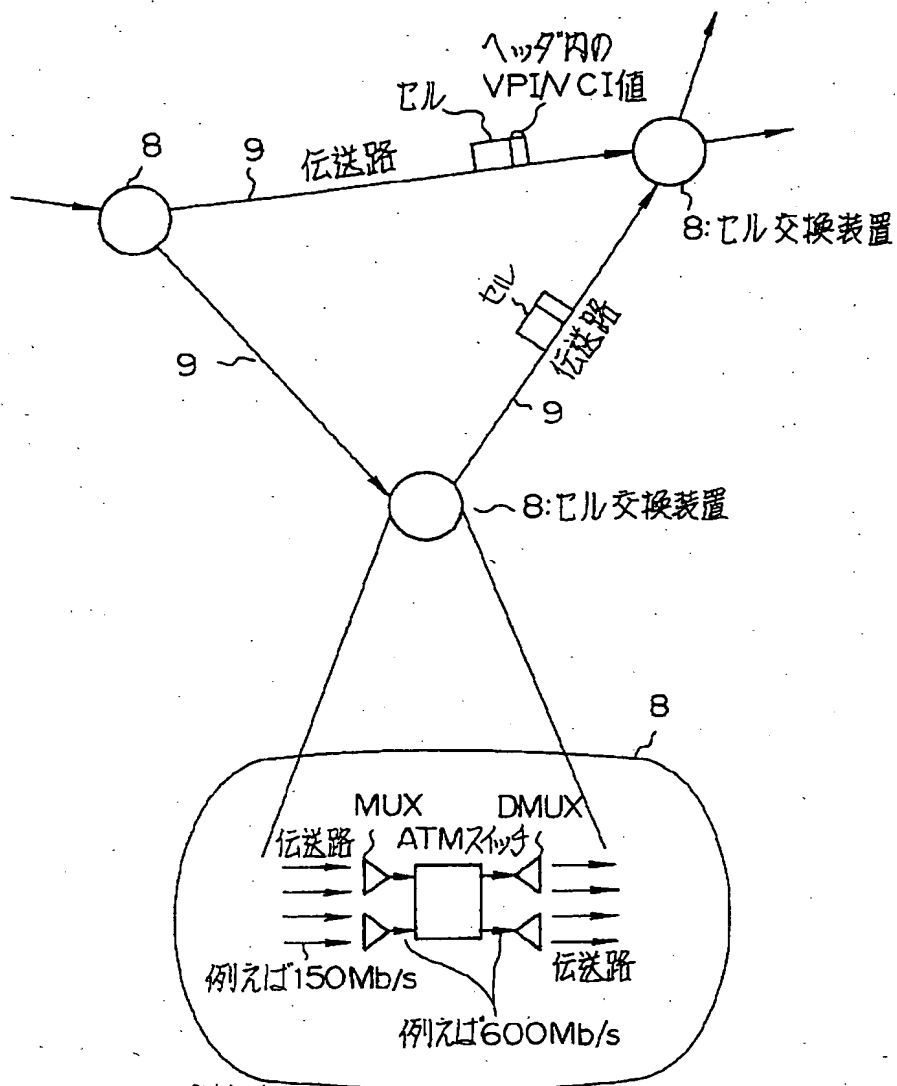 ヘッダ内の
VPI/VCI値
セル
8
9
伝送路
8:セル交換装置
セル
伝送路
9
9
8:セル交換装置
8
MUX
DMUX
伝送路
ATMスイッチ
例えば150Mb/s
伝送路
例えば600Mb/s